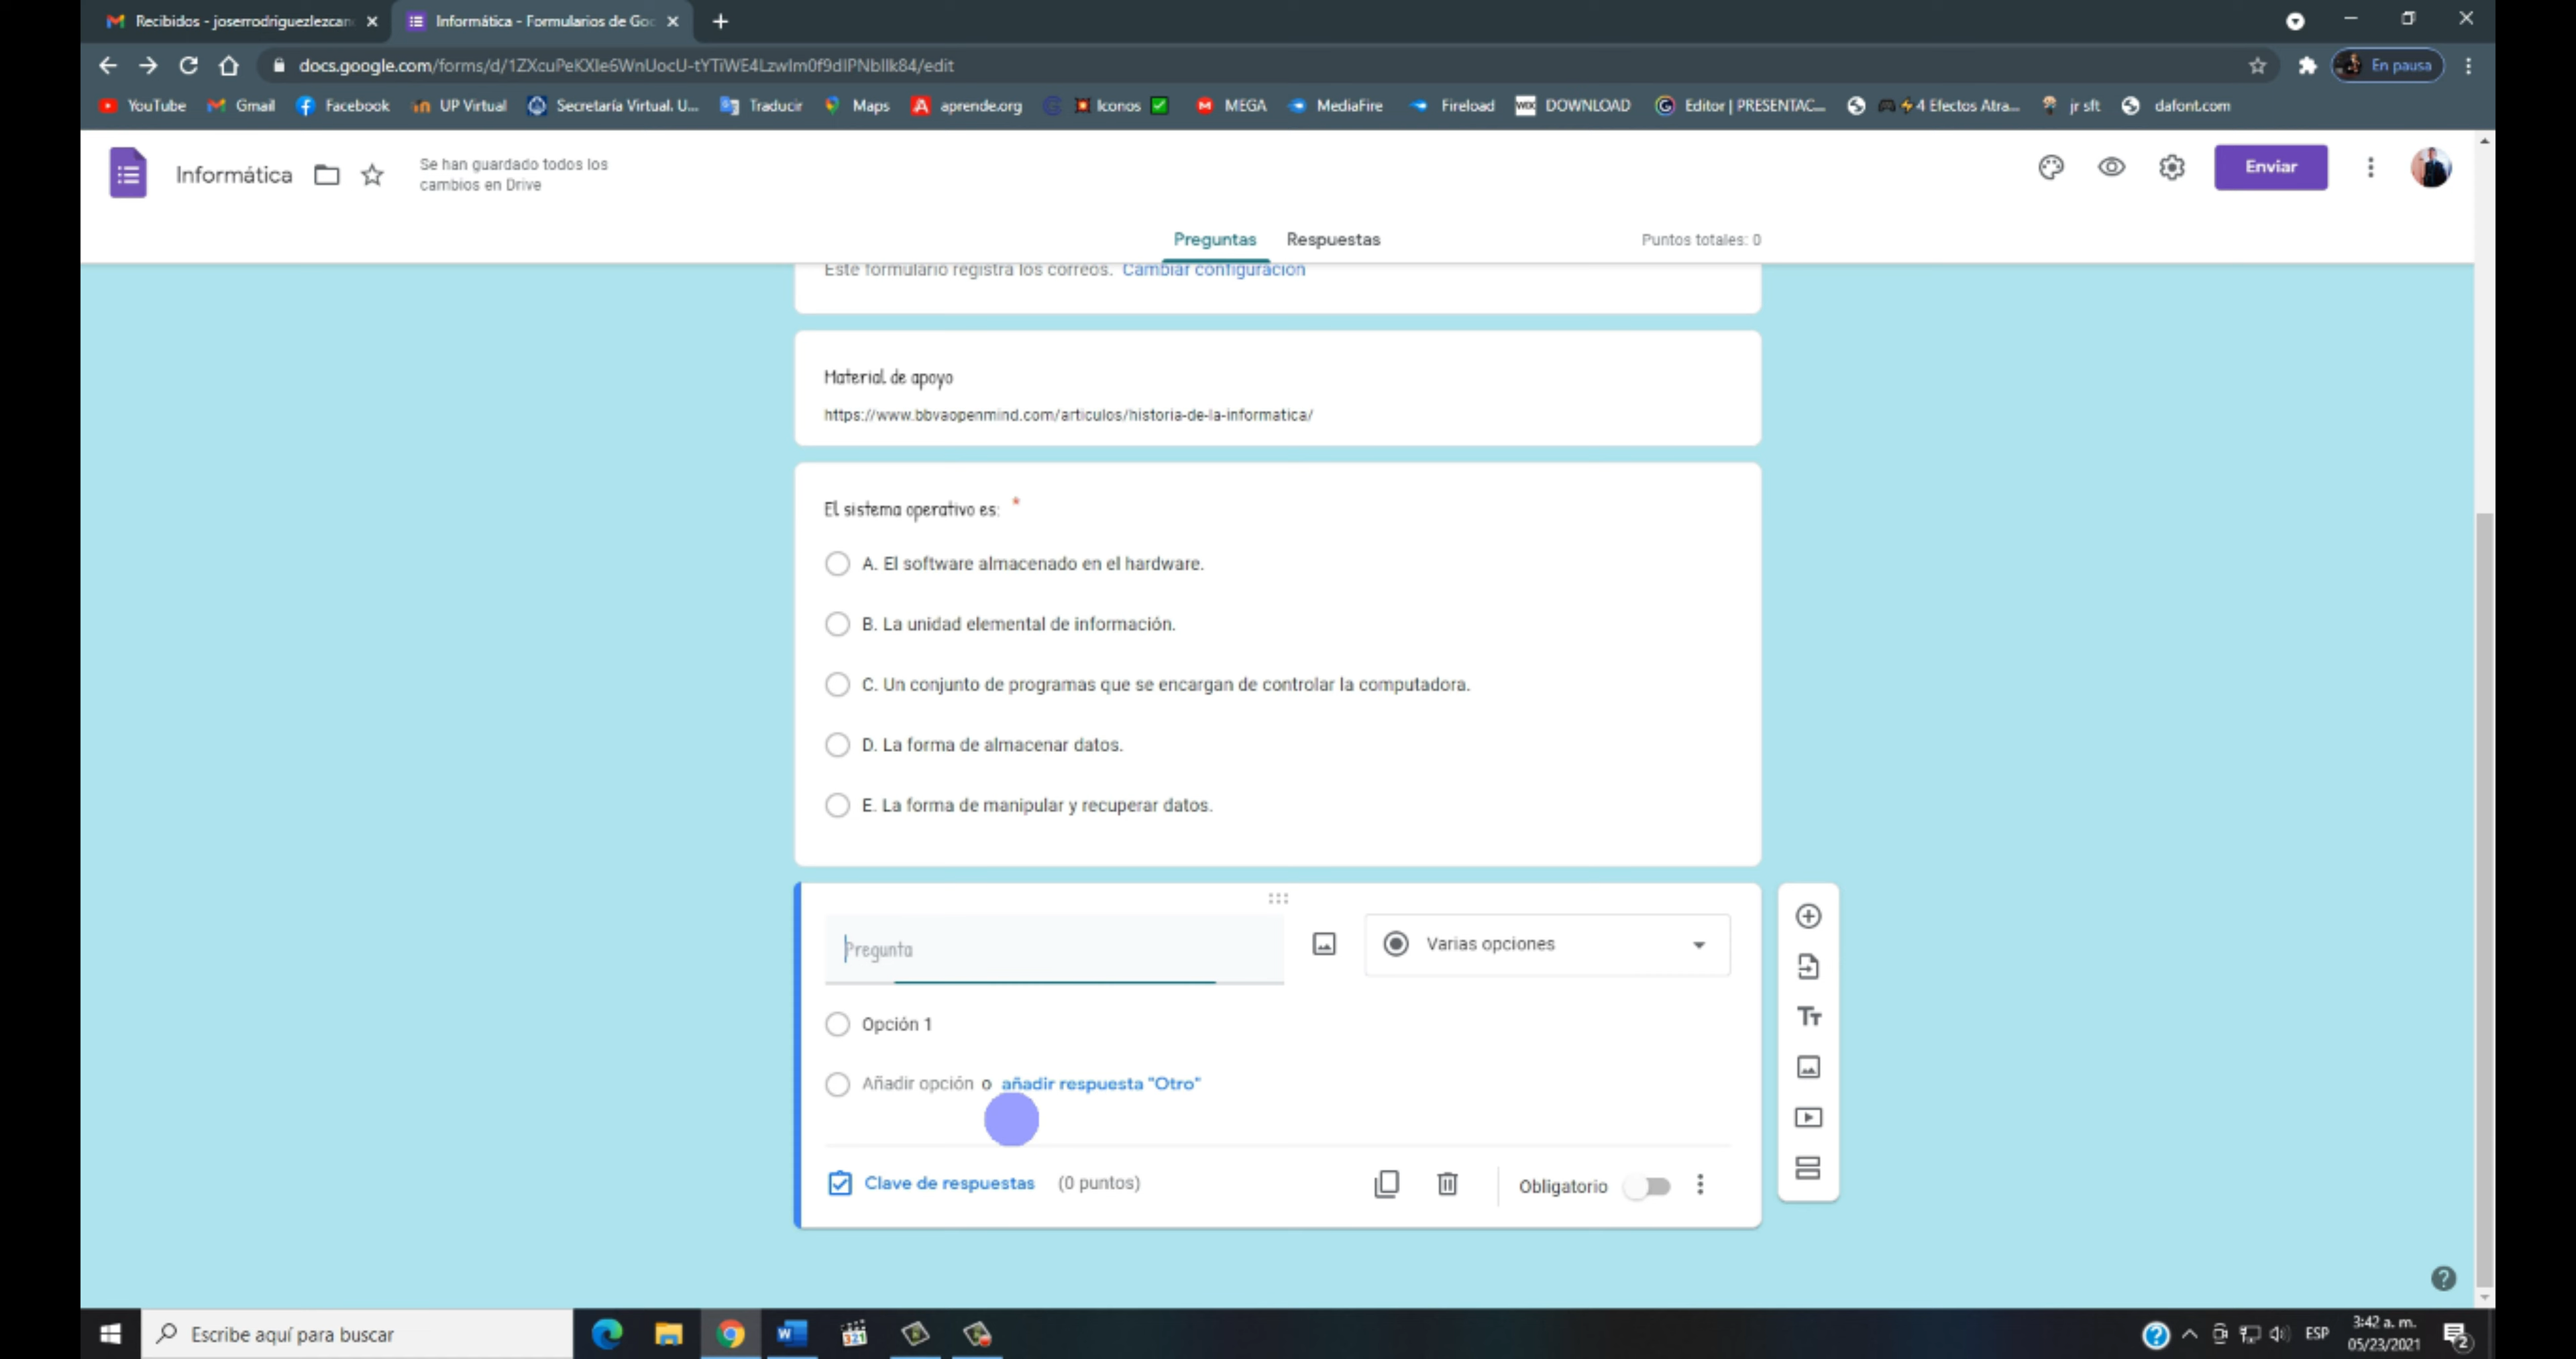 Recibidos - joserrodriguezlezcan
Informática - Formularios de Goo
docs.google.com/forms/d/1ZXcuPeKXIe6WnUocU-tYTiWE4LzwIm0f9dIPNbIlk84/edit
En pausa
YouTube Gmail Facebook UP Virtual Secretaría Virtual. U... Traducir Maps aprende.org Iconos MEGA MediaFire Fireload DOWNLOAD Editor | PRESENTAC... 4 Efectos Atra... jr sft dafont.com
Informática
Se han guardado todos los
cambios en Drive
Enviar
Preguntas Respuestas Puntos totales: 0
Este formulario registra los correos. Cambiar configuración
Material de apoyo
https://www.bbvaopenmind.com/articulos/historia-de-la-informatica/
El sistema operativo es: *
A. El software almacenado en el hardware.
B. La unidad elemental de información.
C. Un conjunto de programas que se encargan de controlar la computadora.
D. La forma de almacenar datos.
E. La forma de manipular y recuperar datos.
Pregunta
Varias opciones
Opción 1
Añadir opción o añadir respuesta "Otro"
Clave de respuestas (0 puntos)
Obligatorio
Escribe aquí para buscar
321
ESP
3:42 a. m.
05/23/2021
2